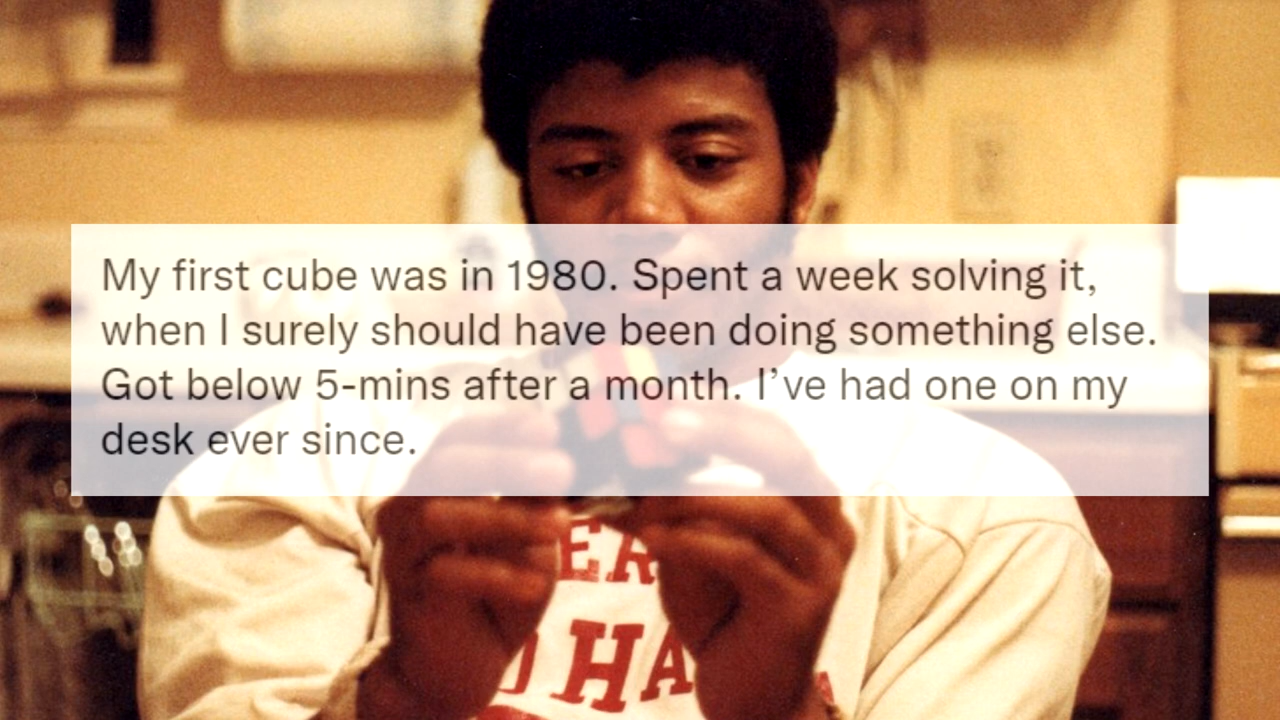 My first cube was in 1980. Spent a week solving it,
when I surely should have been doing something else.
Got below 5-mins after a month. I’ve had one on my
desk ever since.